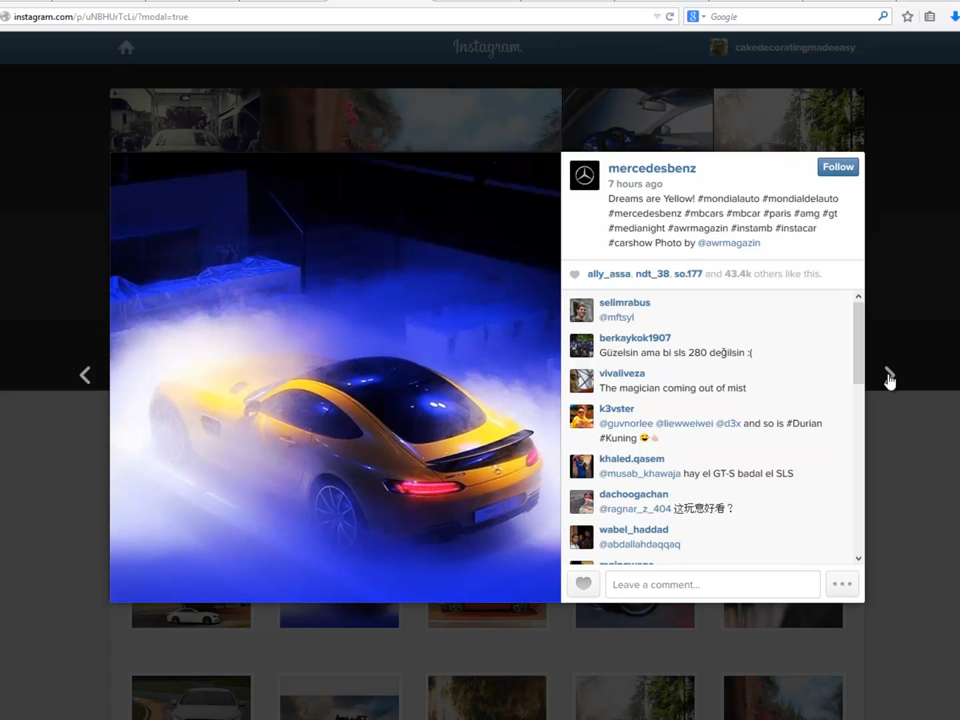 instagram.com/p/uNBHUrTcLi/?modal=true
Google
Instagram
cakedecoratingmadeeasy
mercedesbenz
Follow
7 hours ago
Dreams are Yellow! #mondialauto #mondialdelauto
#mercedesbenz #mbcars #mbcar #paris #amg #gt
#medianight #awrmagazin #instamb #instacar
#carshow Photo by @awrmagazin
ally_assa, ndt_38, so.177 and 43.4k others like this.
selimrabus
@mftsyl
berkaykok1907
Güzelsin ama bi sls 280 değilsin :(
vivaliveza
The magician coming out of mist
k3vster
@guvnorlee @liewweiwei @d3x and so is #Durian
#Kuning 😄👏🏻
khaled.qasem
@musab_khawaja hay el GT-S badal el SLS
dachoogachan
@ragnar_z_404 这玩意好看？
wabel_haddad
@abdallahdaqqaq
Leave a comment...